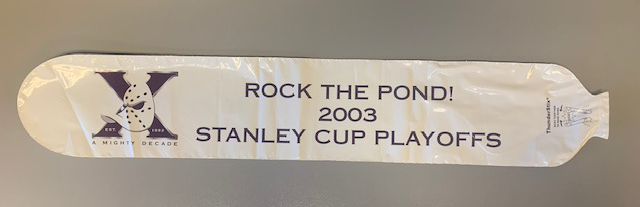 X
EST. 1993
A MIGHTY DECADE
ROCK THE POND!
2003
STANLEY CUP PLAYOFFS
ThunderStix